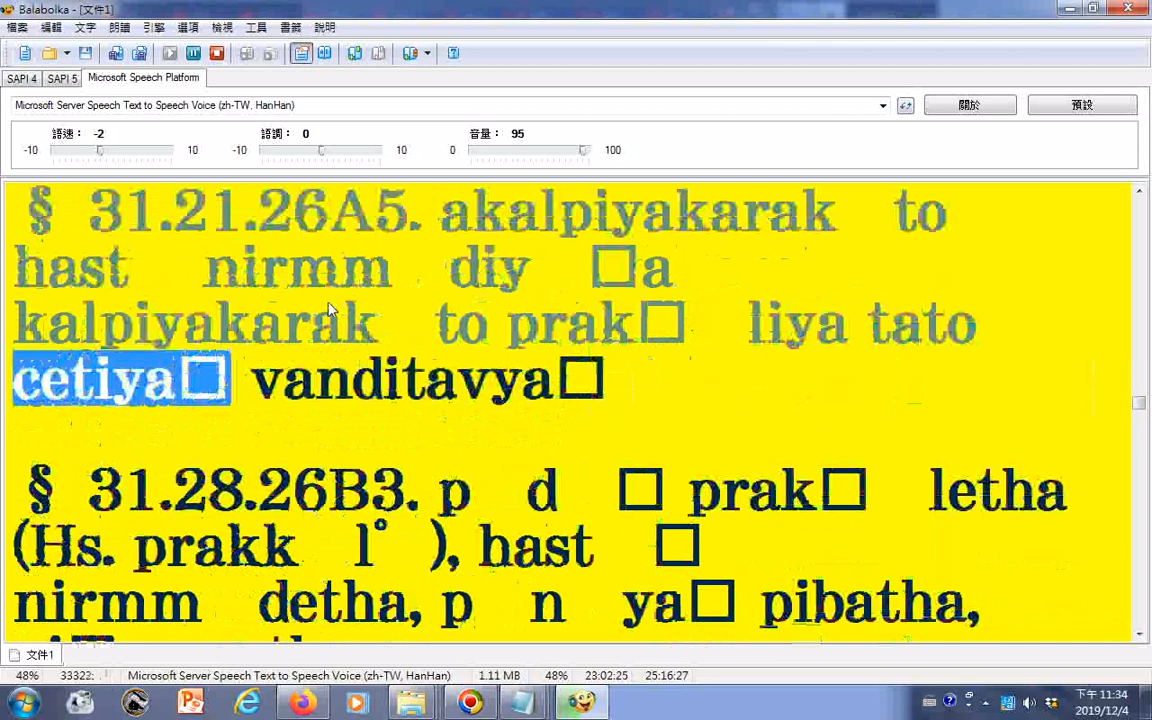 Balabolka - [文件1]
檔案 編輯 文字 朗讀 引擎 選項 檢視 工具 書籤 說明
SAPI 4 SAPI 5 Microsoft Speech Platform
Microsoft Server Speech Text to Speech Voice (zh-TW, HanHan) 關於 預設
語速： -2 語調： 0 音量： 95
-10 10 -10 10 0 100
§ 31.21.26A5. akalpiyakarak to
hast nirmm diy □a
kalpiyakarak to prak□ liya tato
cetiya□ vanditavya□
§ 31.28.26B3. p d □ prak□ letha
(Hs. prakk l° ), hast □
nirmm detha, p n ya□ pibatha,
文件1
48% 33322: Microsoft Server Speech Text to Speech Voice (zh-TW, HanHan) 1.11 MB 48% 23:02:25 25:16:27
下午 11:34
2019/12/4